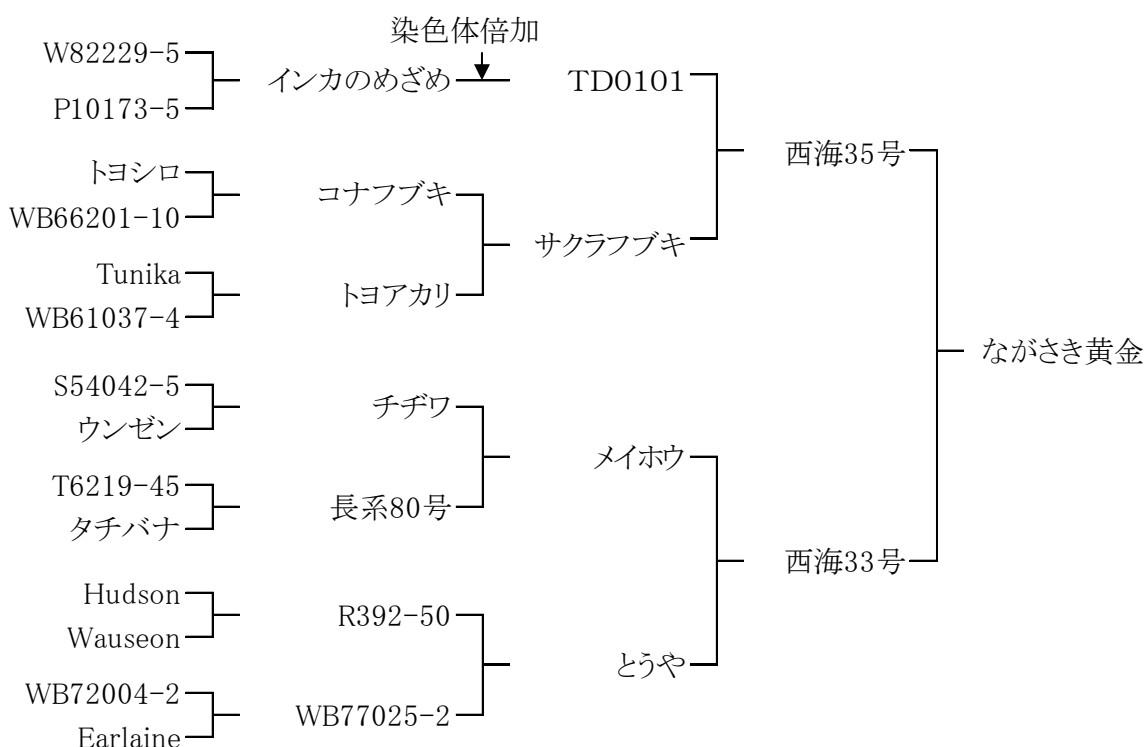 染色体倍加
W82229-5
P10173-5
インカのめざめ
TD0101
トヨシロ
WB66201-10
コナフブキ
Tunika
WB61037-4
トヨアカリ
サクラフブキ
西海35号
S54042-5
ウンゼン
チヂワ
T6219-45
タチバナ
長系80号
メイホウ
Hudson
Wauseon
R392-50
WB72004-2
Earlaine
WB77025-2
とうや
西海33号
ながさき黄金